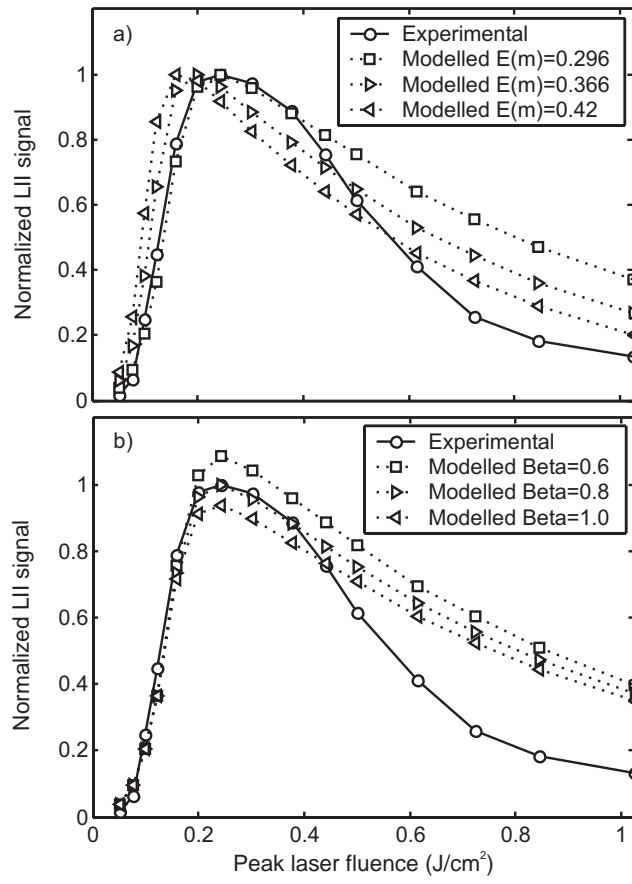 a)
Experimental
Modelled E(m)=0.296
Modelled E(m)=0.366
Modelled E(m)=0.42
Normalized LII signal
1
0.8
0.6
0.4
0.2
0
b)
Experimental
Modelled Beta=0.6
Modelled Beta=0.8
Modelled Beta=1.0
Normalized LII signal
1
0.8
0.6
0.4
0.2
0
0 0.2 0.4 0.6 0.8 1
Peak laser fluence (J/cm²)